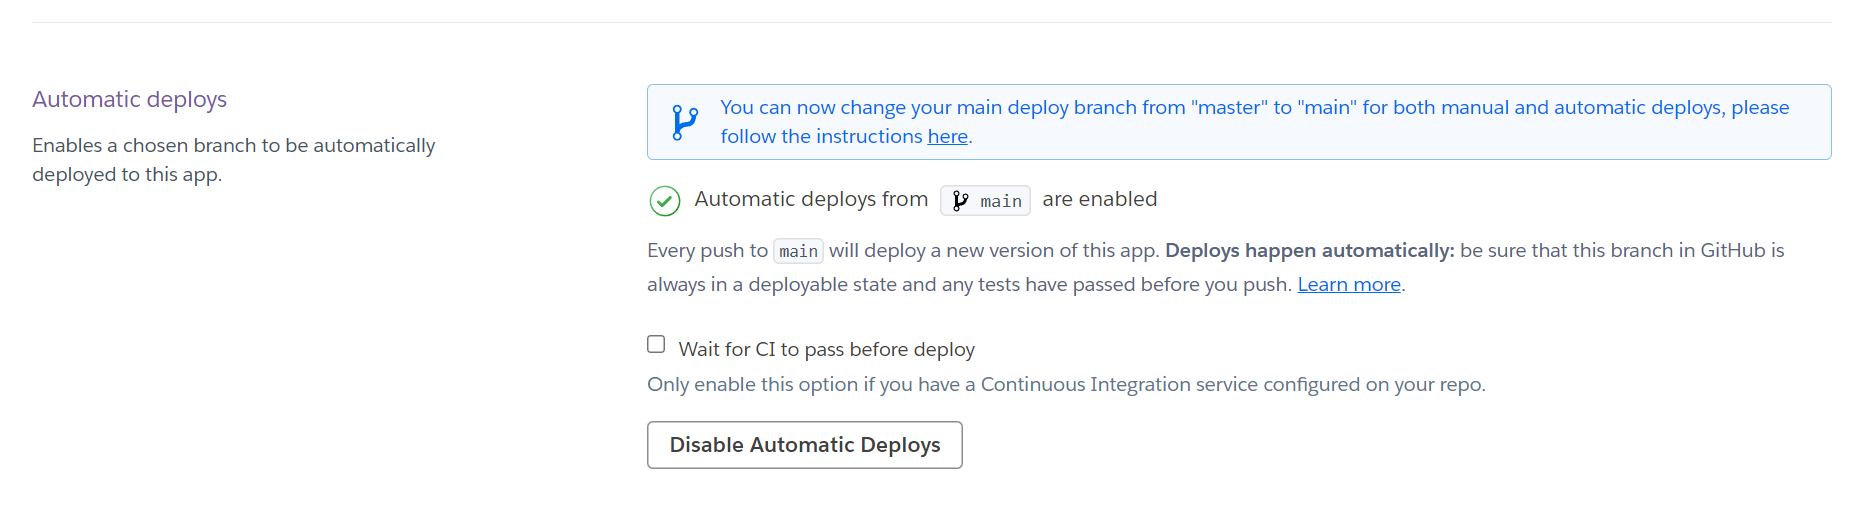 Automatic deploys
Enables a chosen branch to be automatically
deployed to this app.
You can now change your main deploy branch from "master" to "main" for both manual and automatic deploys, please
follow the instructions here.
Automatic deploys from main are enabled
Every push to main will deploy a new version of this app. Deploys happen automatically: be sure that this branch in GitHub is
always in a deployable state and any tests have passed before you push. Learn more.
Wait for CI to pass before deploy
Only enable this option if you have a Continuous Integration service configured on your repo.
Disable Automatic Deploys